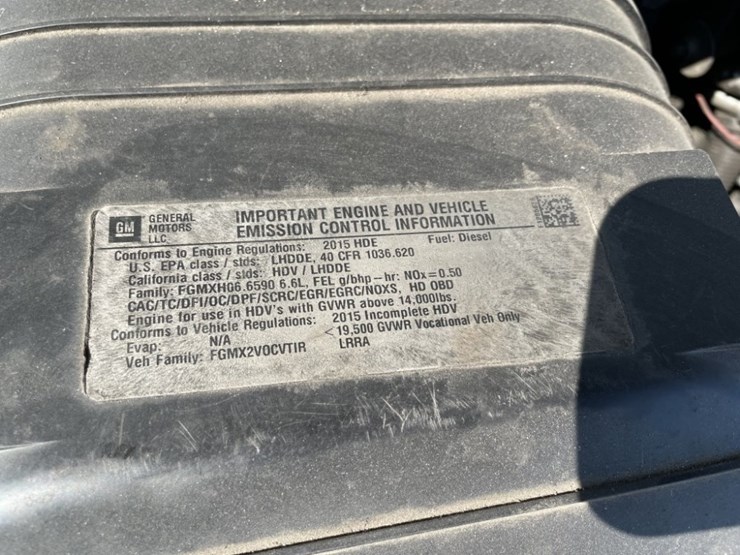 GM GENERAL MOTORS LLC.
IMPORTANT ENGINE AND VEHICLE
EMISSION CONTROL INFORMATION
Conforms to Engine Regulations: 2015 HDE Fuel: Diesel
U.S. EPA class / stds: LHDDE, 40 CFR 1036.620
California class / stds: HDV / LHDDE
Family: FGMXH06.6590 6.6L, FEL g/bhp-hr: NOx=0.50
CAC/TC/DFI/OC/DPF/SCRC/EGR/EGRC/NOXS, HD OBD
Engine for use in HDV's with GVWR above 14,000lbs.
Conforms to Vehicle Regulations: 2015 Incomplete HDV
Evap: N/A <19,500 GVWR Vocational Veh Only
Veh Family: FGMX2VOCVTIR LRRA